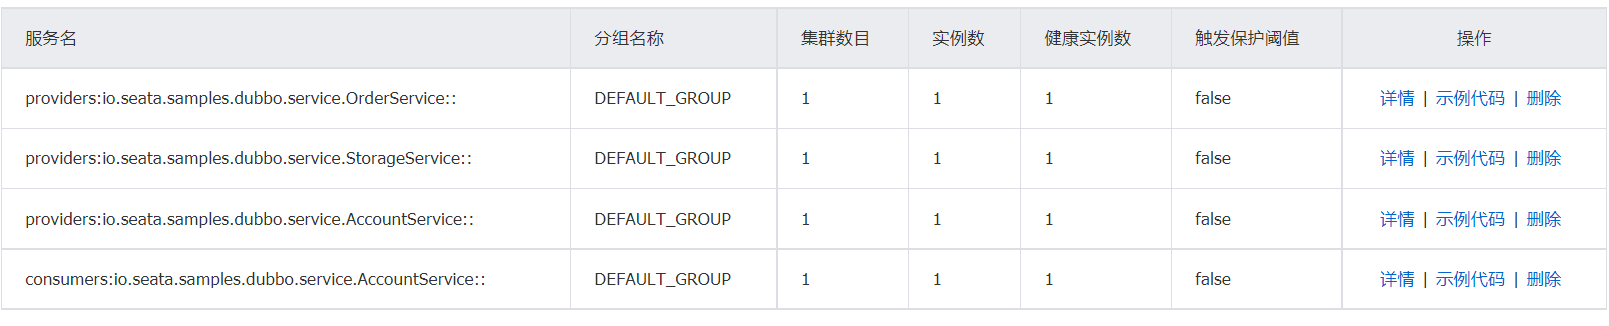 服务名 分组名称 集群数目 实例数 健康实例数 触发保护阈值 操作
providers:io.seata.samples.dubbo.service.OrderService:: DEFAULT_GROUP 1 1 1 false 详情 | 示例代码 | 删除
providers:io.seata.samples.dubbo.service.StorageService:: DEFAULT_GROUP 1 1 1 false 详情 | 示例代码 | 删除
providers:io.seata.samples.dubbo.service.AccountService:: DEFAULT_GROUP 1 1 1 false 详情 | 示例代码 | 删除
consumers:io.seata.samples.dubbo.service.AccountService:: DEFAULT_GROUP 1 1 1 false 详情 | 示例代码 | 删除